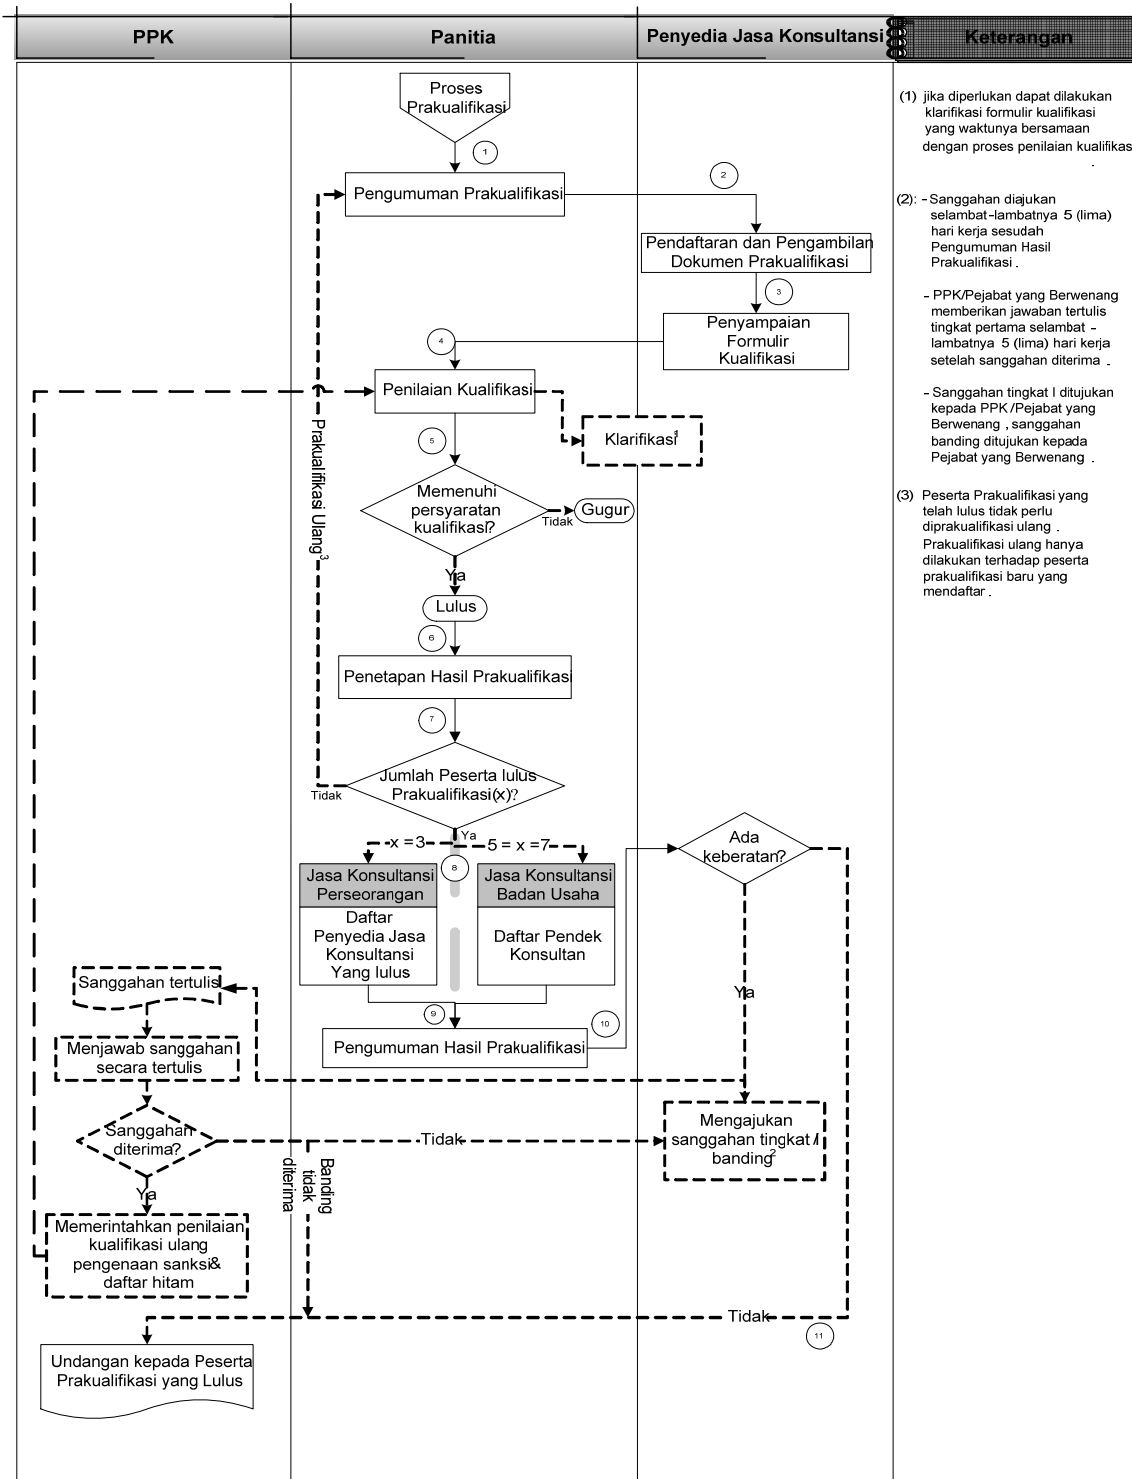 PPK
Panitia
Penyedia Jasa Konsultansi
Keterangan
Proses
Prakualifikasi
1
Pengumuman Prakualifikasi
2
Pendaftaran dan Pengambilan
Dokumen Prakualifikasi
3
Penyampaian
Formulir
Kualifikasi
4
Penilaian Kualifikasi
Klarifikasi1
5
Prakualifikasi Ulang3
Memenuhi
persyaratan
kualifikasi?
Tidak
Gugur
Ya
Lulus
6
Penetapan Hasil Prakualifikasi
7
Jumlah Peserta lulus
Prakualifikasi(x)?
Tidak
Ya
x =3
5 = x =7
8
Jasa Konsultansi
Perseorangan
Daftar
Penyedia Jasa
Konsultansi
Yang lulus
Jasa Konsultansi
Badan Usaha
Daftar Pendek
Konsultan
9
Pengumuman Hasil Prakualifikasi
10
Ada
keberatan?
Ya
Sanggahan tertulis
Menjawab sanggahan
secara tertulis
Sanggahan
diterima?
Tidak
Mengajukan
sanggahan tingkat I/
banding2
Banding
tidak
diterima
Ya
Memerintahkan penilaian
kualifikasi ulang
pengenaan sanksi&
daftar hitam
Tidak
11
Undangan kepada Peserta
Prakualifikasi yang Lulus
(1) jika diperlukan dapat dilakukan
klarifikasi formulir kualifikasi
yang waktunya bersamaan
dengan proses penilaian kualifikas
.
(2): - Sanggahan diajukan
selambat-lambatnya 5 (lima)
hari kerja sesudah
Pengumuman Hasil
Prakualifikasi .
- PPK/Pejabat yang Berwenang
memberikan jawaban tertulis
tingkat pertama selambat -
lambatnya 5 (lima) hari kerja
setelah sanggahan diterima .
- Sanggahan tingkat I ditujukan
kepada PPK /Pejabat yang
Berwenang , sanggahan
banding ditujukan kepada
Pejabat yang Berwenang .
(3) Peserta Prakualifikasi yang
telah lulus tidak perlu
diprakualifikasi ulang .
Prakualifikasi ulang hanya
dilakukan terhadap peserta
prakualifikasi baru yang
mendaftar .